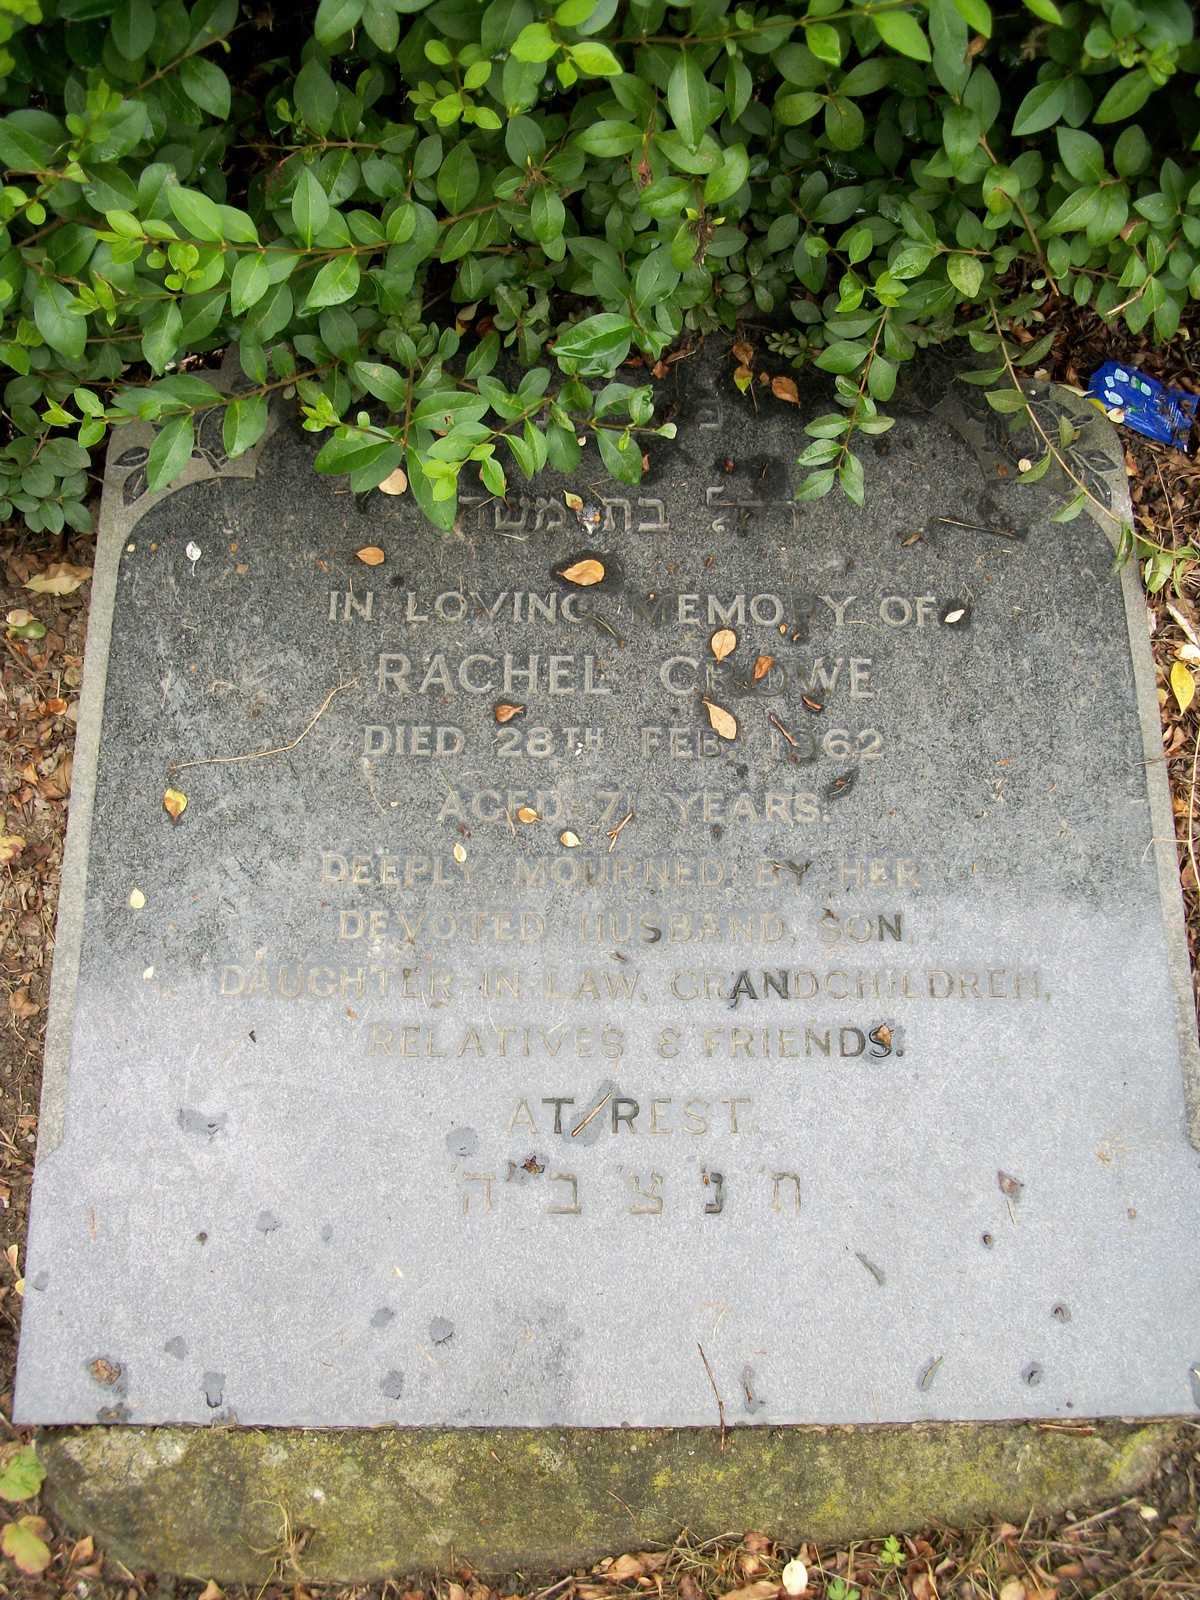 פ
רחל בת משה
IN LOVING MEMORY OF
RACHEL CROWE
DIED 28TH FEB. 1962
AGED 71 YEARS.
DEEPLY MOURNED BY HER
DEVOTED HUSBAND, SON,
DAUGHTER-IN-LAW, GRANDCHILDREN,
RELATIVES & FRIENDS.
AT REST.
ת׳ נ׳ צ׳ ב׳ ה׳